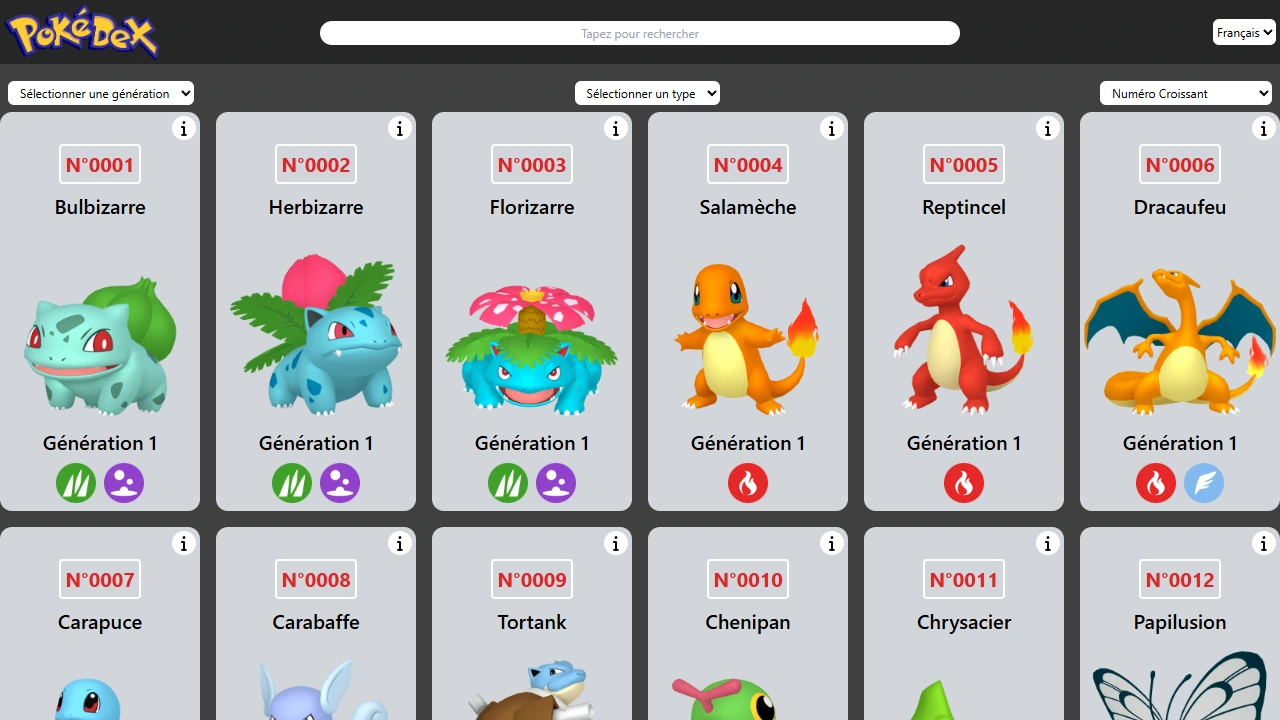 POKéDEX
Tapez pour rechercher
Français
Sélectionner une génération
Sélectionner un type
Numéro Croissant
i i i i i i
N°0001 N°0002 N°0003 N°0004 N°0005 N°0006
Bulbizarre Herbizarre Florizarre Salamèche Reptincel Dracaufeu
Génération 1 Génération 1 Génération 1 Génération 1 Génération 1 Génération 1
i i i i i i
N°0007 N°0008 N°0009 N°0010 N°0011 N°0012
Carapuce Carabaffe Tortank Chenipan Chrysacier Papilusion